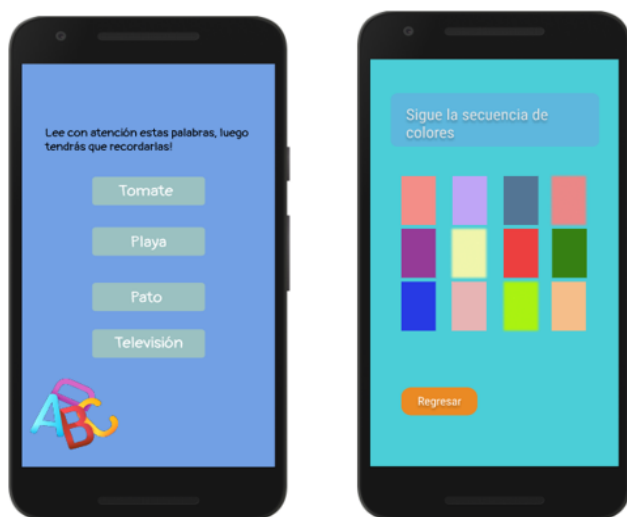 Lee con atención estas palabras, luego
tendrás que recordarlas!
Tomate
Playa
Pato
Televisión
ABC
Sigue la secuencia de
colores
Regresar